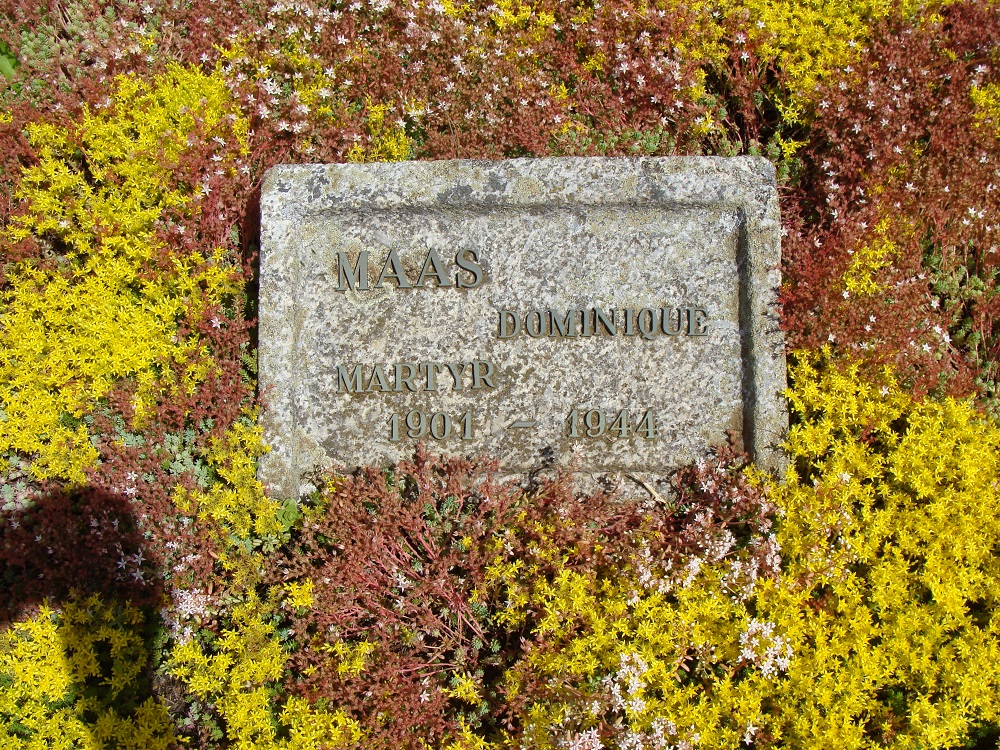 MAAS
DOMINIQUE
MARTYR
1901 - 1944